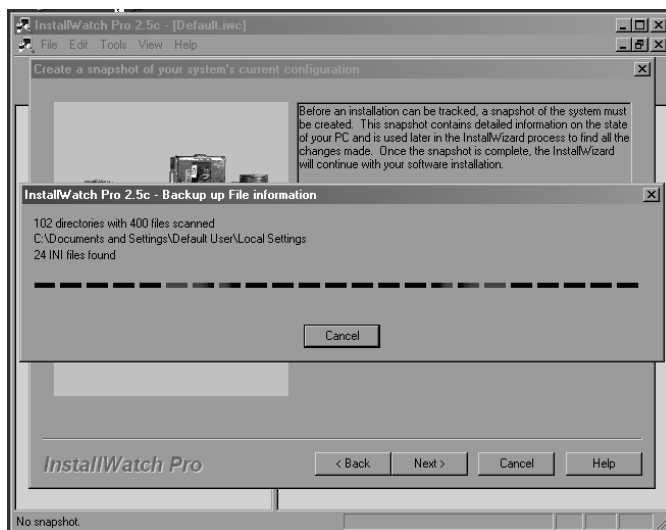 InstallWatch Pro 2.5c - [Default.iwc]
File Edit Tools View Help
Create a snapshot of your system's current configuration
Before an installation can be tracked, a snapshot of the system must
be created. This snapshot contains detailed information on the state
of your PC and is used later in the InstallWizard process to find all the
changes made. Once the snapshot is complete, the InstallWizard
will continue with your software installation.
InstallWatch Pro 2.5c - Backup up File information
102 directories with 400 files scanned
C:\Documents and Settings\Default User\Local Settings
24 INI files found
Cancel
InstallWatch Pro
< Back Next > Cancel Help
No snapshot.